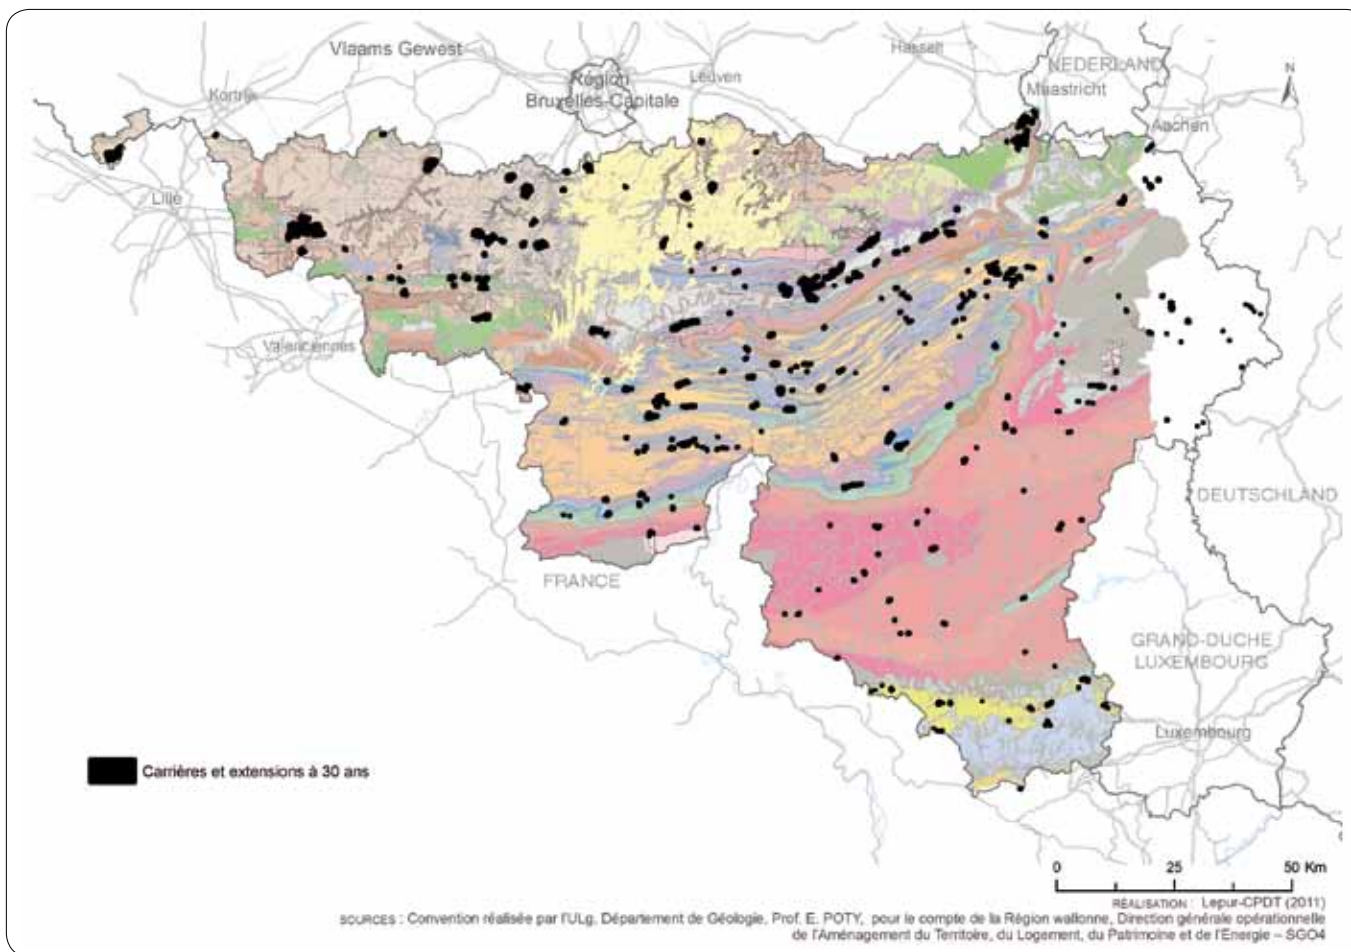 Vlaams Gewest
Hasselt
NEDERLAND
N
Région
Bruxelles-Capitale
Leuven
Maastricht
Kortrijk
Aachen
Lille
Valenciennes
DEUTSCHLAND
FRANCE
GRAND-DUCHE
LUXEMBOURG
Luxembourg
Carrières et extensions à 30 ans
0 25 50 Km
RÉALISATION : Lepur-CPDT (2011)
SOURCES : Convention réalisée par l'ULg, Département de Géologie, Prof. E. POTY, pour le compte de la Région wallonne, Direction générale opérationnelle
de l'Aménagement du Territoire, du Logement, du Patrimoine et de l'Energie – SGO4